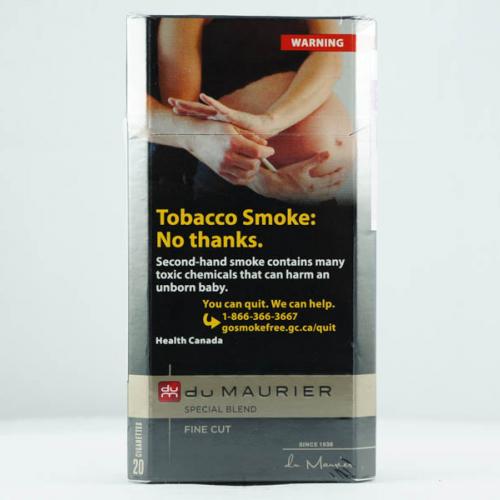 WARNING
Tobacco Smoke:
No thanks.
Second-hand smoke contains many
toxic chemicals that can harm an
unborn baby.
You can quit. We can help.
1-866-366-3667
gosmokefree.gc.ca/quit
Health Canada
du
m
du MAURIER
SPECIAL BLEND
FINE CUT
20 CIGARETTES
SINCE 1936
du Maurier